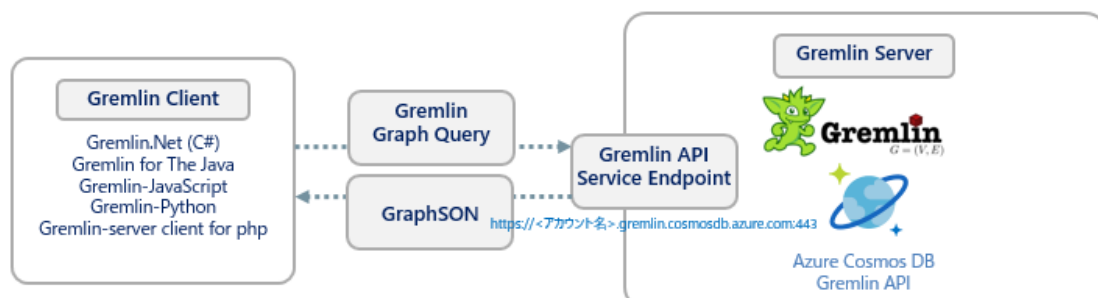 Gremlin Client
Gremlin.Net (C#)
Gremlin for The Java
Gremlin-JavaScript
Gremlin-Python
Gremlin-server client for php
Gremlin
Graph Query
GraphSON
Gremlin API
Service Endpoint
https://<アカウント名>.gremlin.cosmosdb.azure.com:443
Gremlin Server
Gremlin
G = (V, E)
Azure Cosmos DB
Gremlin API